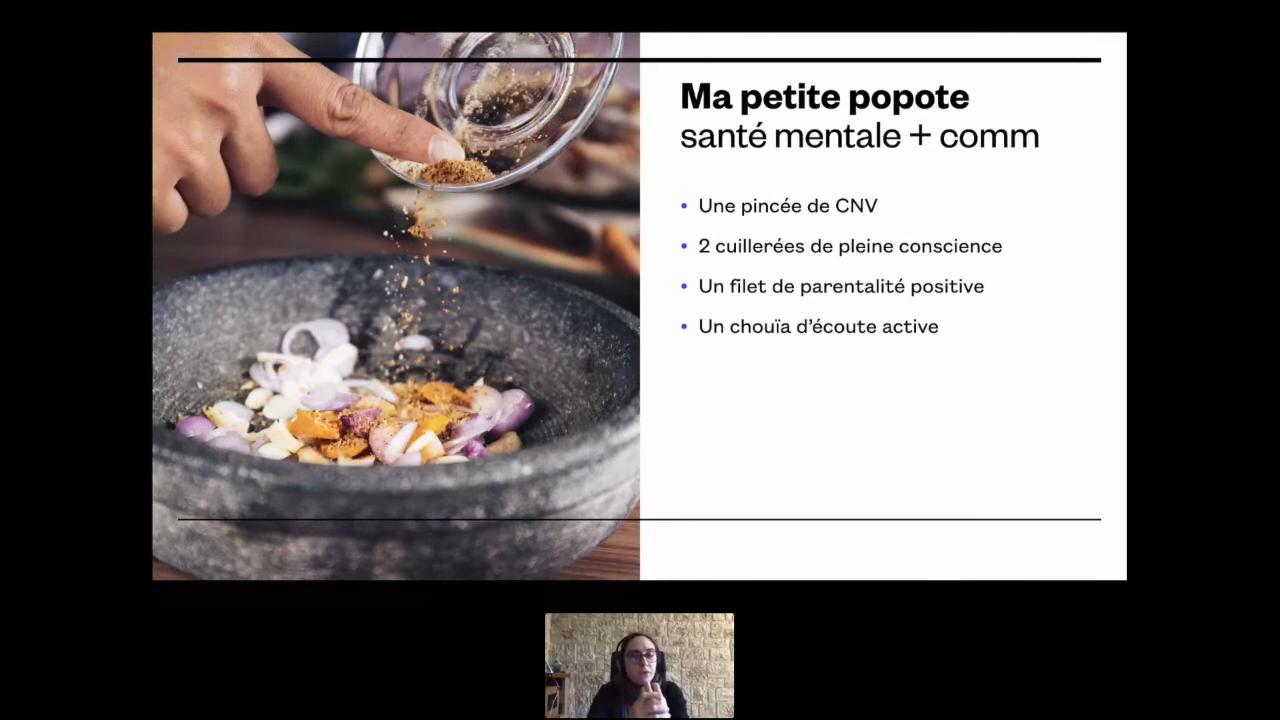 Ma petite popote
santé mentale + comm
• Une pincée de CNV
• 2 cuillerées de pleine conscience
• Un filet de parentalité positive
• Un chouïa d'écoute active